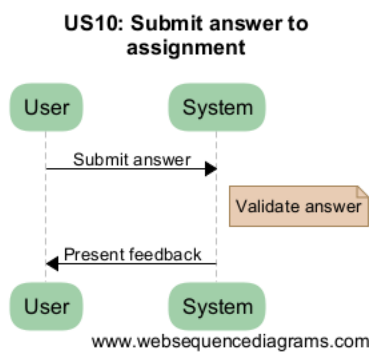 US10: Submit answer to
assignment
User System
Submit answer
Validate answer
Present feedback
User System
www.websequencediagrams.com